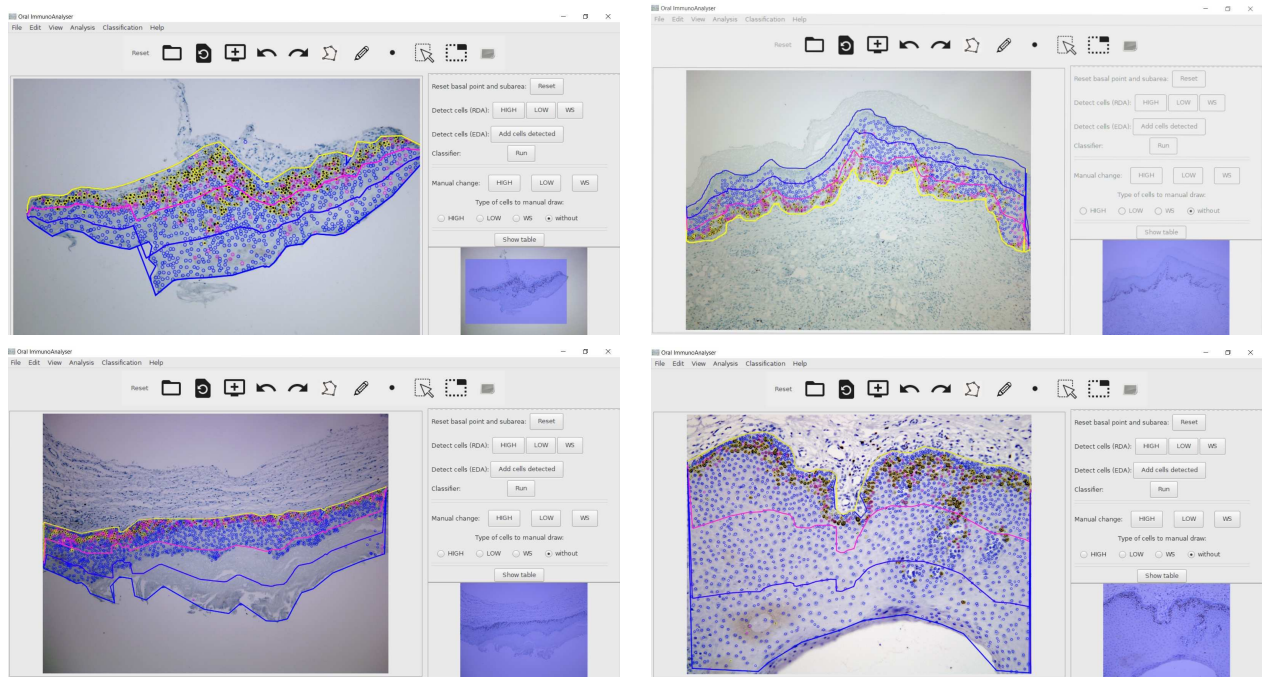 Oral ImmunoAnalyser
File Edit View Analysis Classification Help
Reset
Reset basal point and subarea: Reset
Detect cells (RDA): HIGH LOW WS
Detect cells (EDA): Add cells detected
Classifier: Run
Manual change: HIGH LOW WS
Type of cells to manual draw:
HIGH LOW WS without
Show table
Oral ImmunoAnalyser
File Edit View Analysis Classification Help
Reset
Reset basal point and subarea: Reset
Detect cells (RDA): HIGH LOW WS
Detect cells (EDA): Add cells detected
Classifier: Run
Manual change: HIGH LOW WS
Type of cells to manual draw:
HIGH LOW WS without
Show table
Oral ImmunoAnalyser
File Edit View Analysis Classification Help
Reset
Reset basal point and subarea: Reset
Detect cells (RDA): HIGH LOW WS
Detect cells (EDA): Add cells detected
Classifier: Run
Manual change: HIGH LOW WS
Type of cells to manual draw:
HIGH LOW WS without
Show table
Oral ImmunoAnalyser
File Edit View Analysis Classification Help
Reset
Reset basal point and subarea: Reset
Detect cells (RDA): HIGH LOW WS
Detect cells (EDA): Add cells detected
Classifier: Run
Manual change: HIGH LOW WS
Type of cells to manual draw:
HIGH LOW WS without
Show table